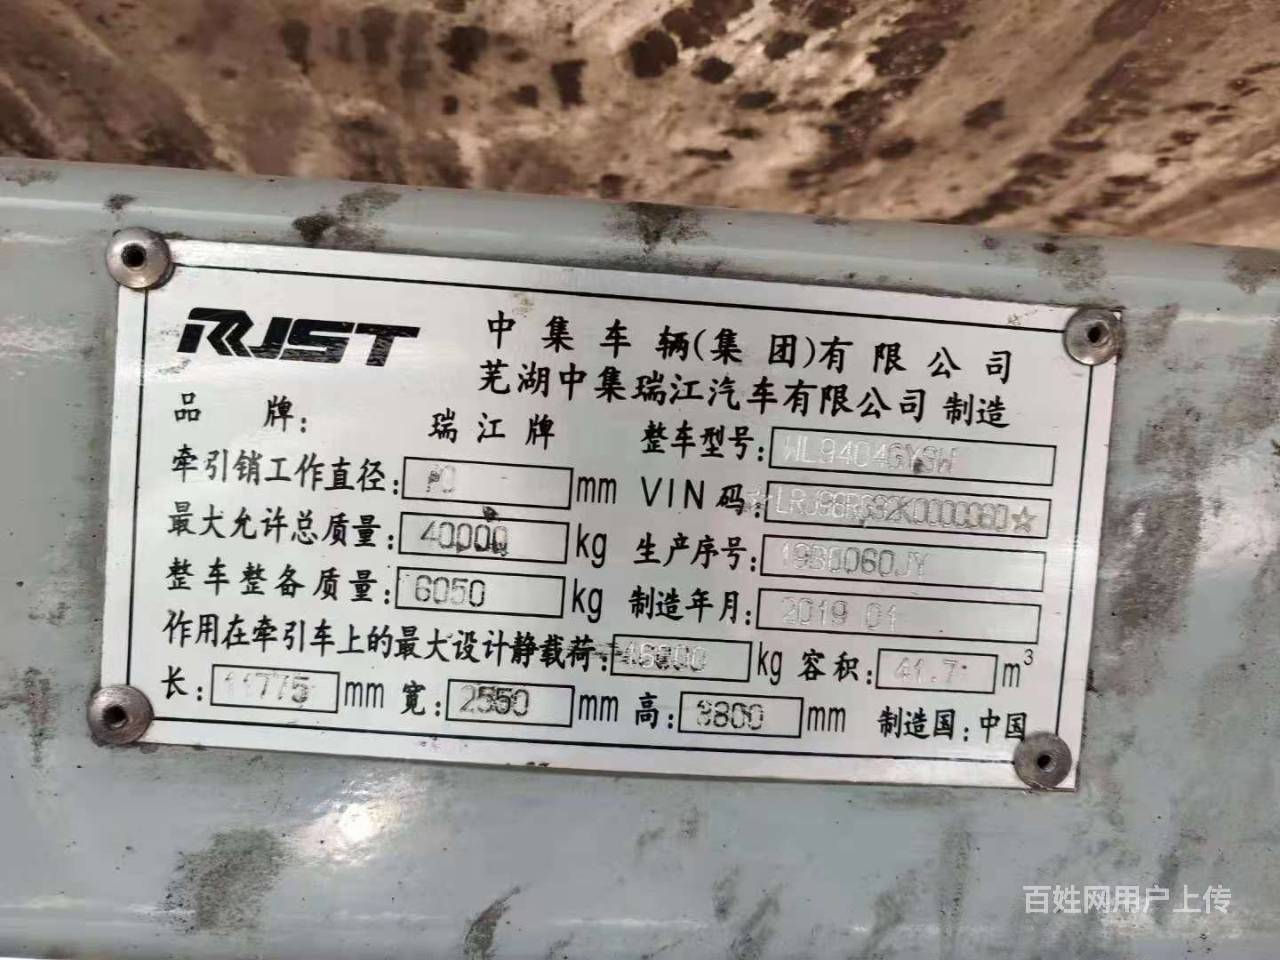 RJST
中集车辆(集团)有限公司
芜湖中集瑞江汽车有限公司 制造
品 牌: 瑞江牌
整车型号:
牵引销工作直径: mm
VIN码:
最大允许总质量: 40000 kg
生产序号: 1930060JY
整车整备质量: 6050 kg
制造年月: 2019 01
作用在牵引车上的最大设计静载荷: kg
容积: 41.7 m³
长: 11775 mm 宽: 2550 mm 高: 3800 mm 制造国: 中国
百姓网用户上传